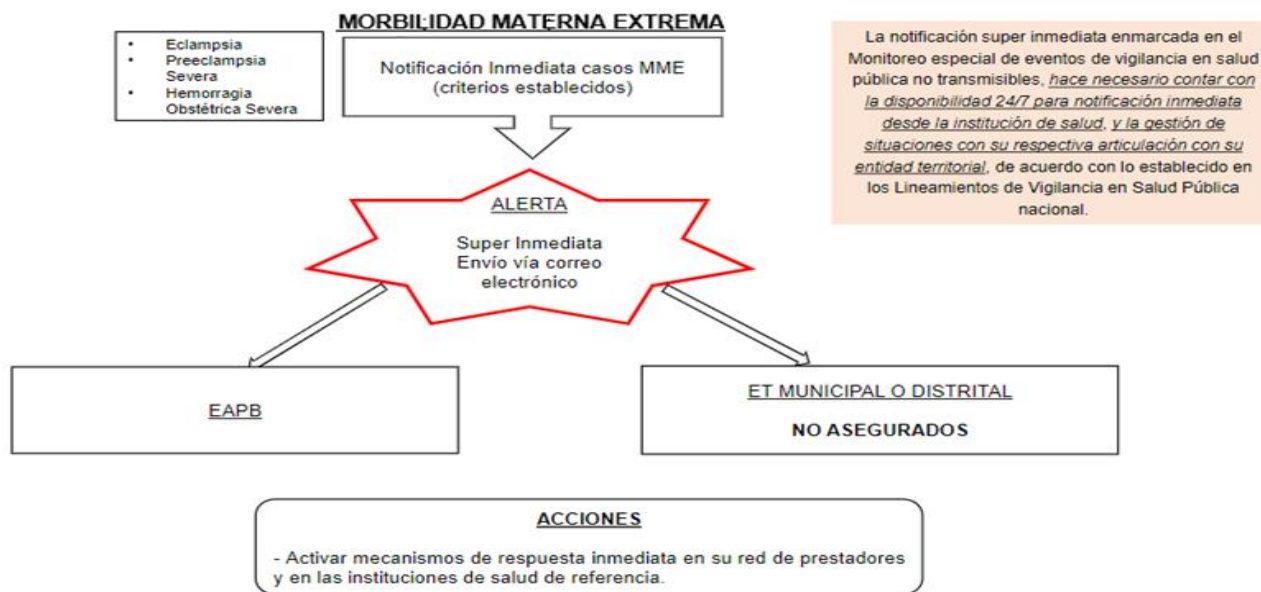 MORBILIDAD MATERNA EXTREMA
• Eclampsia
• Preeclampsia
Severa
• Hemorragia
Obstétrica Severa
Notificación Inmediata casos MME
(criterios establecidos)
La notificación super inmediata enmarcada en el
Monitoreo especial de eventos de vigilancia en salud
pública no transmisibles, hace necesario contar con
la disponibilidad 24/7 para notificación inmediata
desde la institución de salud, y la gestión de
situaciones con su respectiva articulación con su
entidad territorial, de acuerdo con lo establecido en
los Lineamientos de Vigilancia en Salud Pública
nacional.
ALERTA
Super Inmediata
Envío vía correo
electrónico
EAPB
ET MUNICIPAL O DISTRITAL
NO ASEGURADOS
ACCIONES
- Activar mecanismos de respuesta inmediata en su red de prestadores
y en las instituciones de salud de referencia.